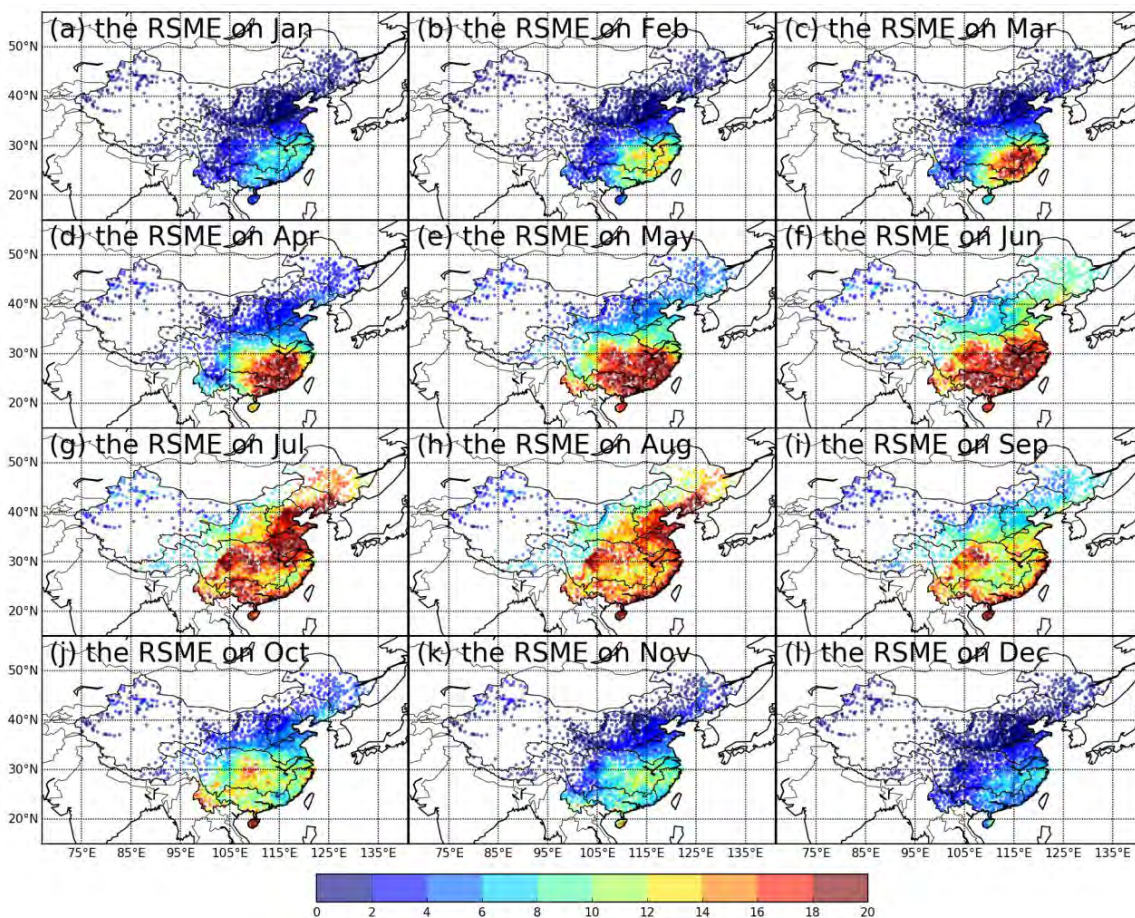 (a) the RSME on Jan (b) the RSME on Feb (c) the RSME on Mar
50°N
40°N
30°N
20°N
(d) the RSME on Apr (e) the RSME on May (f) the RSME on Jun
50°N
40°N
30°N
20°N
(g) the RSME on Jul (h) the RSME on Aug (i) the RSME on Sep
50°N
40°N
30°N
20°N
(j) the RSME on Oct (k) the RSME on Nov (l) the RSME on Dec
50°N
40°N
30°N
20°N
75°E 85°E 95°E 105°E 115°E 125°E 135°E 75°E 85°E 95°E 105°E 115°E 125°E 135°E 75°E 85°E 95°E 105°E 115°E 125°E 135°E
0 2 4 6 8 10 12 14 16 18 20